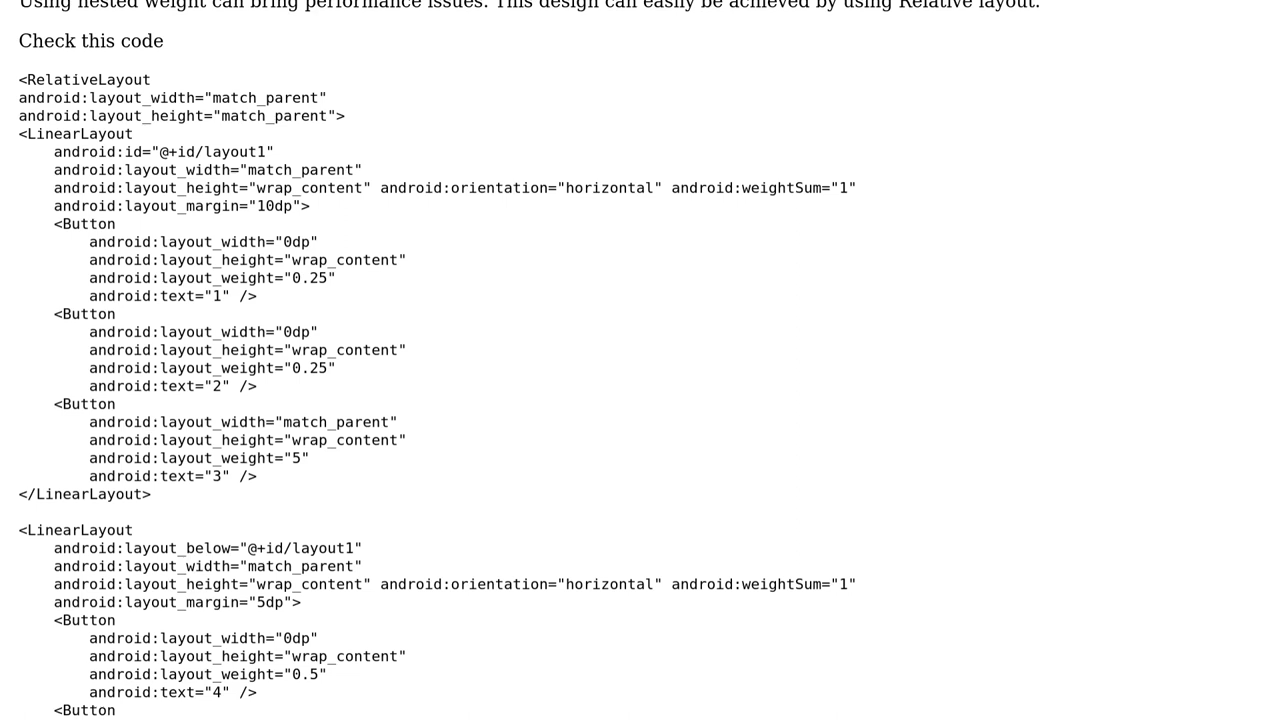 Using nested weight can bring performance issues. This design can easily be achieved by using Relative layout.
Check this code
<RelativeLayout
android:layout_width="match_parent"
android:layout_height="match_parent">
<LinearLayout
    android:id="@+id/layout1"
    android:layout_width="match_parent"
    android:layout_height="wrap_content" android:orientation="horizontal" android:weightSum="1"
    android:layout_margin="10dp">
    <Button
        android:layout_width="0dp"
        android:layout_height="wrap_content"
        android:layout_weight="0.25"
        android:text="1" />
    <Button
        android:layout_width="0dp"
        android:layout_height="wrap_content"
        android:layout_weight="0.25"
        android:text="2" />
    <Button
        android:layout_width="match_parent"
        android:layout_height="wrap_content"
        android:layout_weight="5"
        android:text="3" />
</LinearLayout>

<LinearLayout
    android:layout_below="@+id/layout1"
    android:layout_width="match_parent"
    android:layout_height="wrap_content" android:orientation="horizontal" android:weightSum="1"
    android:layout_margin="5dp">
    <Button
        android:layout_width="0dp"
        android:layout_height="wrap_content"
        android:layout_weight="0.5"
        android:text="4" />
    <Button